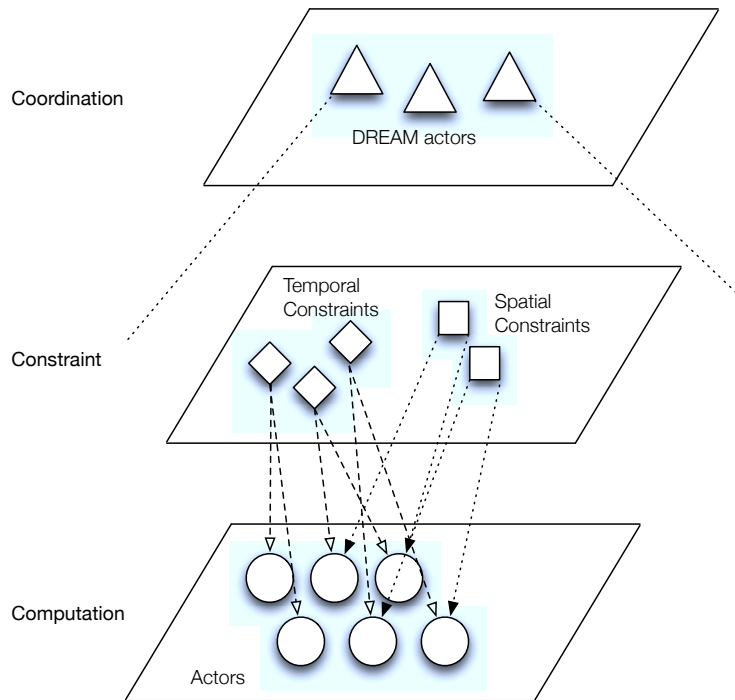 Coordination
DREAM actors
Temporal
Constraints
Spatial
Constraints
Constraint
Computation
Actors